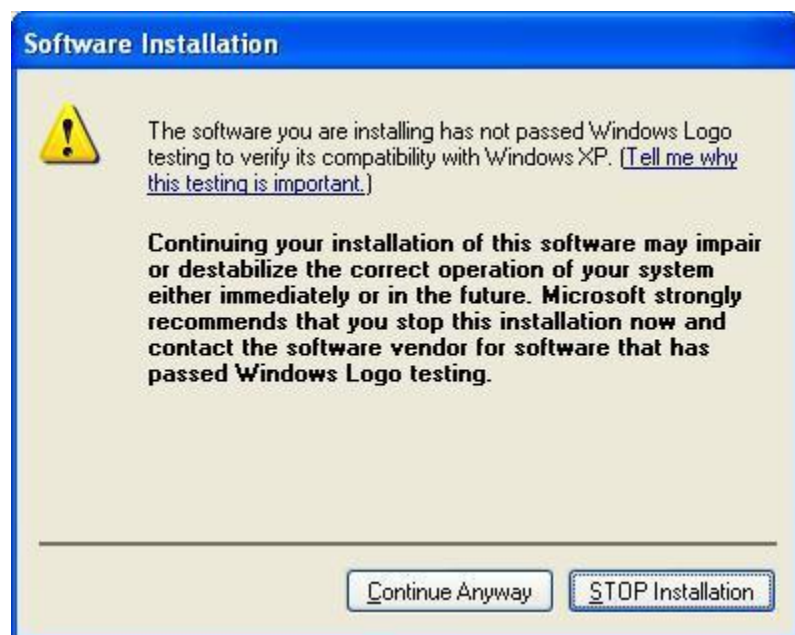 Software Installation
The software you are installing has not passed Windows Logo
testing to verify its compatibility with Windows XP. (Tell me why
this testing is important.)
Continuing your installation of this software may impair
or destabilize the correct operation of your system
either immediately or in the future. Microsoft strongly
recommends that you stop this installation now and
contact the software vendor for software that has
passed Windows Logo testing.
Continue Anyway
STOP Installation